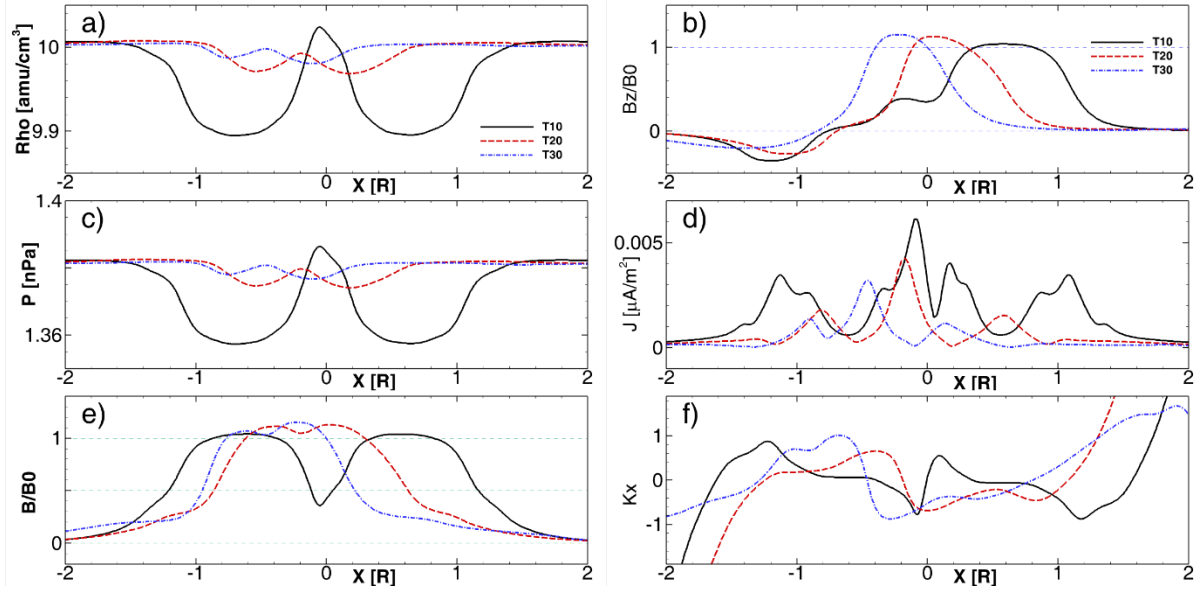 a)
Rho [amu/cm³]
10
9.9
T10
T20
T30
-2 -1 0 1 2
X [R]
b)
Bz/B0
1
0
T10
T20
T30
-2 -1 0 1 2
X [R]
c)
P [nPa]
1.4
1.36
-2 -1 0 1 2
X [R]
d)
J [μA/m²]
0.005
0
-2 -1 0 1 2
X [R]
e)
B/B0
1
0
-2 -1 0 1 2
X [R]
f)
Kx
1
0
-1
-2 -1 0 1 2
X [R]